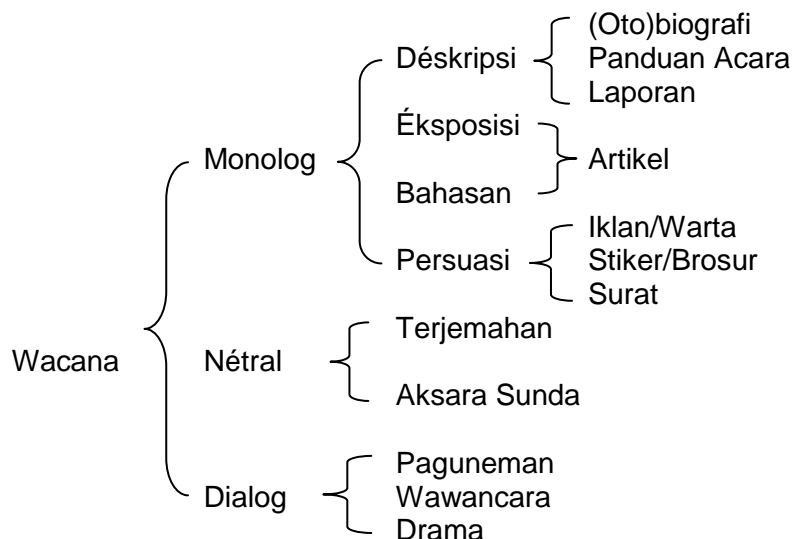 Wacana
Monolog
Déskripsi
(Oto)biografi
Panduan Acara
Laporan
Éksposisi
Bahasan
Artikel
Persuasi
Iklan/Warta
Stiker/Brosur
Surat
Nétral
Terjemahan
Aksara Sunda
Dialog
Paguneman
Wawancara
Drama